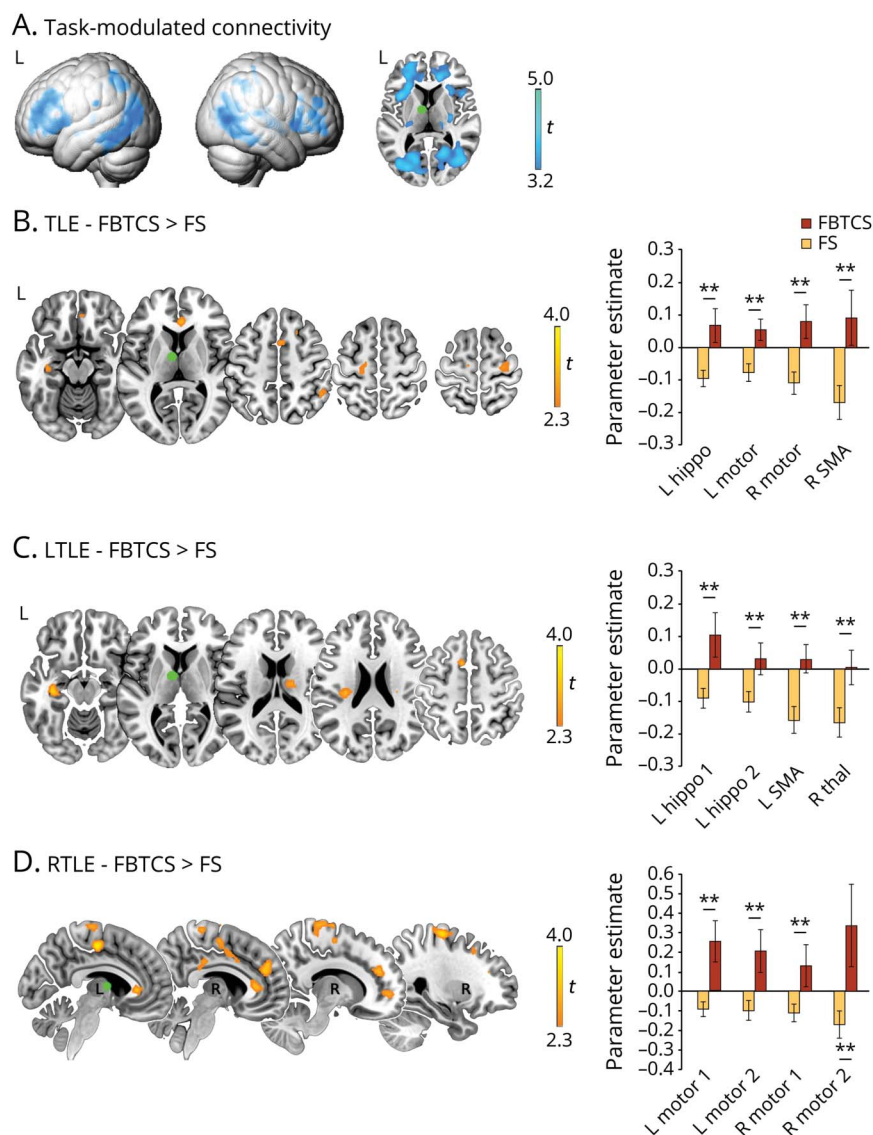 A. Task-modulated connectivity
L
L
5.0
t
3.2
B. TLE - FBTCS > FS
L
4.0
t
2.3
FBTCS
FS
Parameter estimate
0.3
0.2
0.1
0.0
−0.1
−0.2
−0.3
**
**
**
**
L hippo
L motor
R motor
R SMA
C. LTLE - FBTCS > FS
L
4.0
t
2.3
Parameter estimate
0.3
0.2
0.1
0.0
−0.1
−0.2
−0.3
**
**
**
**
L hippo 1
L hippo 2
L SMA
R thal
D. RTLE - FBTCS > FS
L
R
R
R
4.0
t
2.3
Parameter estimate
0.6
0.5
0.4
0.3
0.2
0.1
0.0
−0.1
−0.2
−0.3
−0.4
**
**
**
**
L motor 1
L motor 2
R motor 1
R motor 2